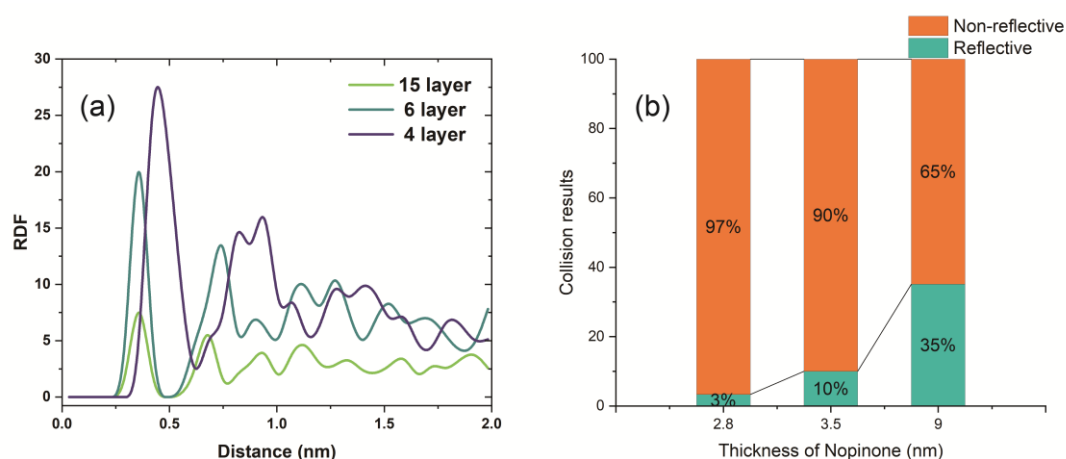 (a)
15 layer
6 layer
4 layer
RDF
30
25
20
15
10
5
0
0.0 0.5 1.0 1.5 2.0
Distance (nm)
Non-reflective
Reflective
(b)
Collision results
100
80
60
40
20
0
97%
90%
65%
3%
10%
35%
2.8 3.5 9
Thickness of Nopinone (nm)